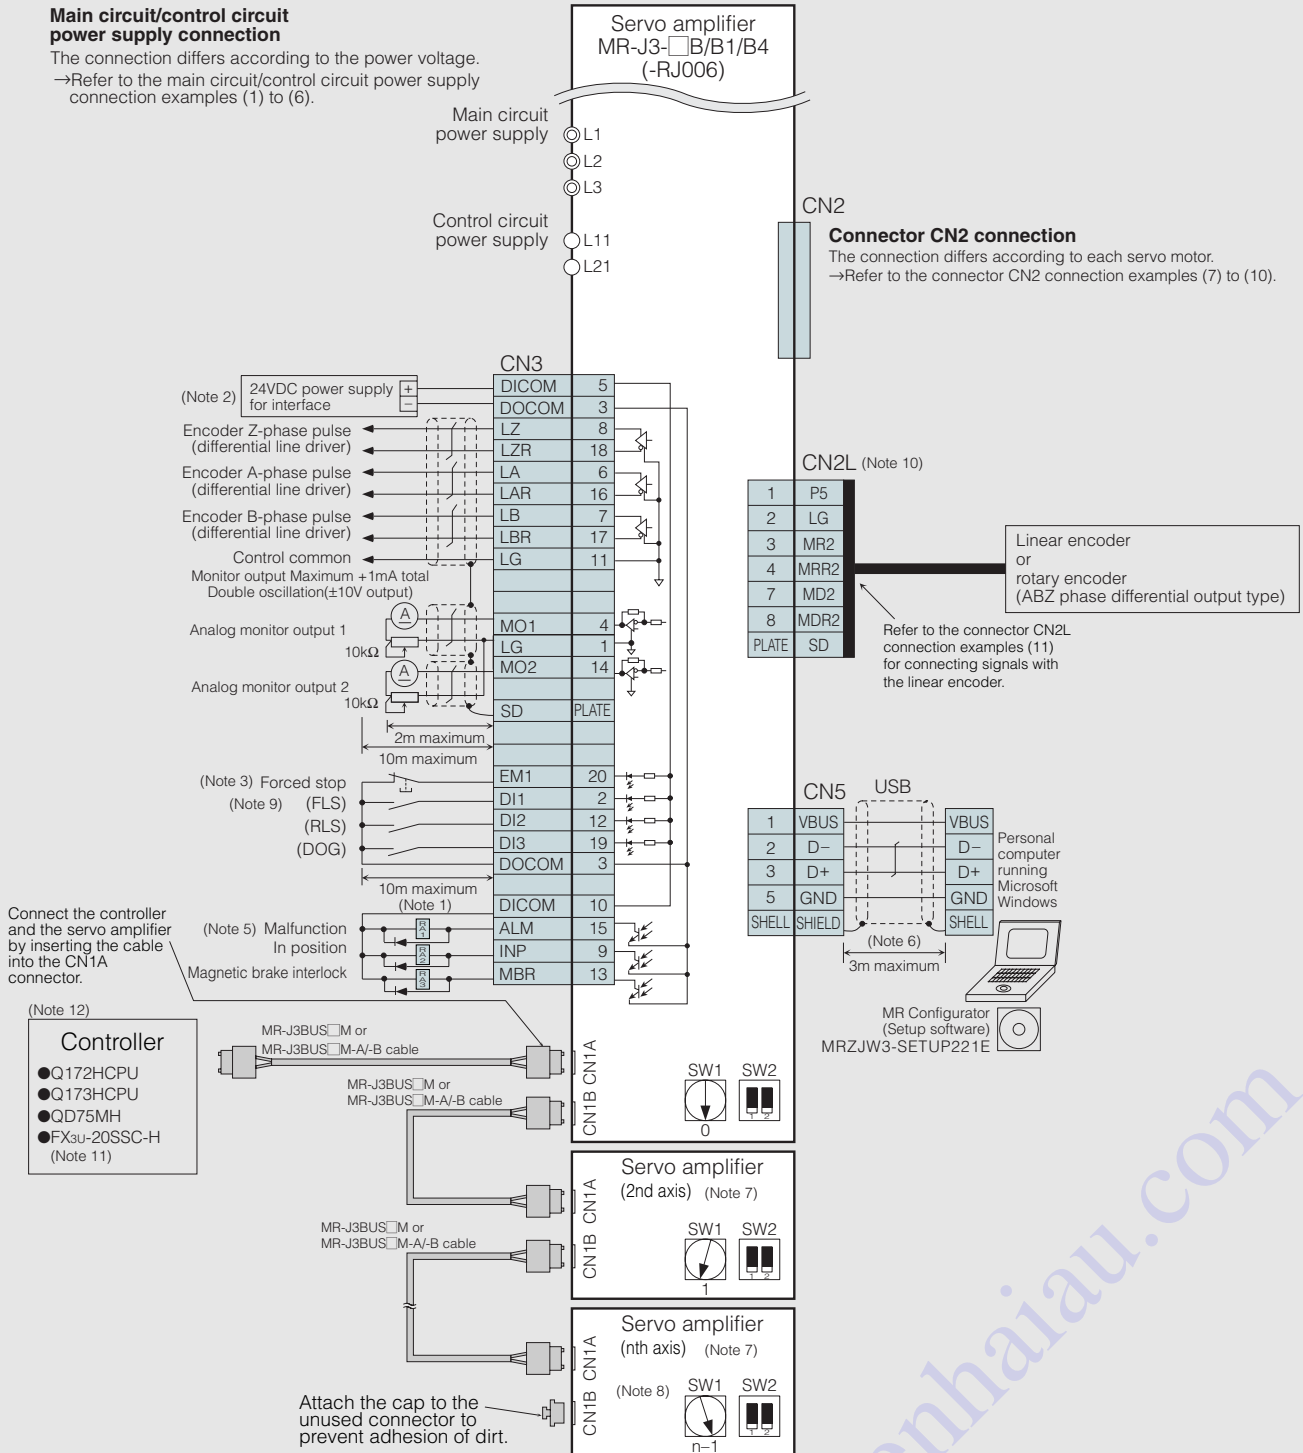 Main circuit/control circuit
power supply connection
The connection differs according to the power voltage.
→Refer to the main circuit/control circuit power supply
connection examples (1) to (6).
Servo amplifier
MR-J3-□B/B1/B4
(-RJ006)
Main circuit
power supply
L1
L2
L3
Control circuit
power supply
L11
L21
CN2
Connector CN2 connection
The connection differs according to each servo motor.
→Refer to the connector CN2 connection examples (7) to (10).
CN3
(Note 2)
24VDC power supply
for interface
+
−
DICOM 5
DOCOM 3
Encoder Z-phase pulse
(differential line driver)
LZ 8
LZR 18
Encoder A-phase pulse
(differential line driver)
LA 6
LAR 16
Encoder B-phase pulse
(differential line driver)
LB 7
LBR 17
Control common
LG 11
Monitor output Maximum +1mA total
Double oscillation(±10V output)
Analog monitor output 1
A
10kΩ
MO1 4
LG 1
MO2 14
Analog monitor output 2
A
10kΩ
SD PLATE
2m maximum
10m maximum
(Note 3) Forced stop
EM1 20
(Note 9) (FLS)
DI1 2
(RLS)
DI2 12
(DOG)
DI3 19
DOCOM 3
10m maximum
(Note 1)
DICOM 10
(Note 5) Malfunction
RA1
ALM 15
In position
RA2
INP 9
Magnetic brake interlock
RA3
MBR 13
CN2L (Note 10)
1 P5
2 LG
3 MR2
4 MRR2
7 MD2
8 MDR2
PLATE SD
Linear encoder
or
rotary encoder
(ABZ phase differential output type)
Refer to the connector CN2L
connection examples (11)
for connecting signals with
the linear encoder.
CN5 USB
1 VBUS VBUS
2 D− D−
3 D+ D+
5 GND GND
SHELL SHIELD SHELL
Personal
computer
running
Microsoft
Windows
(Note 6)
3m maximum
MR Configurator
(Setup software)
MRZJW3-SETUP221E
Connect the controller
and the servo amplifier
by inserting the cable
into the CN1A
connector.
(Note 12)
Controller
●Q172HCPU
●Q173HCPU
●QD75MH
●FX3U-20SSC-H
(Note 11)
MR-J3BUS□M or
MR-J3BUS□M-A/-B cable
CN1A
MR-J3BUS□M or
MR-J3BUS□M-A/-B cable
CN1B
SW1 SW2
0
1 2
Servo amplifier
(2nd axis) (Note 7)
CN1A
MR-J3BUS□M or
MR-J3BUS□M-A/-B cable
CN1B
SW1 SW2
1
1 2
Servo amplifier
(nth axis) (Note 7)
CN1A
CN1B
(Note 8)
SW1 SW2
n−1
1 2
Attach the cap to the
unused connector to
prevent adhesion of dirt.
enhaiau.com